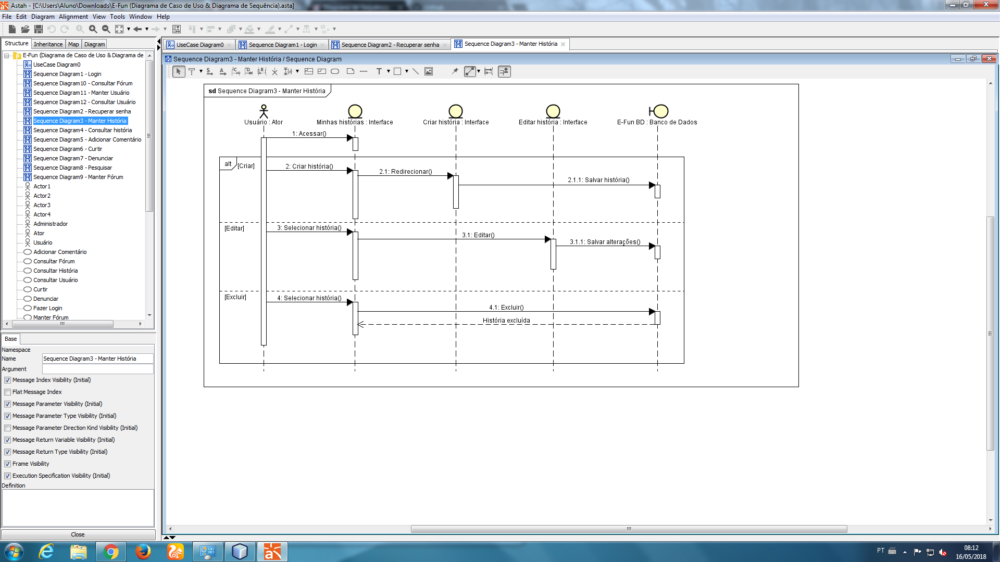 Astah - [C:\Users\Aluno\Downloads\E-Fun (Diagrama de Caso de Uso & Diagrama de Sequência).asta]
File Edit Diagram Alignment View Tools Window Help
Structure Inheritance Map Diagram
UseCase Diagram0 Sequence Diagram1 - Login Sequence Diagram2 - Recuperar senha Sequence Diagram3 - Manter História
E-Fun (Diagrama de Caso de Uso & Diagrama de
UseCase Diagram0
Sequence Diagram1 - Login
Sequence Diagram10 - Consultar Fórum
Sequence Diagram11 - Manter Usuário
Sequence Diagram12 - Consultar Usuário
Sequence Diagram2 - Recuperar senha
Sequence Diagram3 - Manter História
Sequence Diagram4 - Consultar história
Sequence Diagram5 - Adicionar Comentário
Sequence Diagram6 - Curtir
Sequence Diagram7 - Denunciar
Sequence Diagram8 - Pesquisar
Sequence Diagram9 - Manter Fórum
Actor1
Actor2
Actor3
Actor4
Administrador
Ator
Usuário
Adicionar Comentário
Consultar Fórum
Consultar História
Consultar Usuário
Curtir
Denunciar
Fazer Login
Manter Fórum
Base
Namespace
Name Sequence Diagram3 - Manter História
Argument
Message Index Visibility (Initial)
Flat Message Index
Message Parameter Visibility (Initial)
Message Parameter Type Visibility (Initial)
Message Parameter Direction Kind Visibility (Initial)
Message Return Variable Visibility (Initial)
Message Return Type Visibility (Initial)
Frame Visibility
Execution Specification Visibility (Initial)
Definition
Close
Sequence Diagram3 - Manter História / Sequence Diagram
sd Sequence Diagram3 - Manter História
Usuário : Ator Minhas histórias : Interface Criar história : Interface Editar história : Interface E-Fun BD : Banco de Dados
1: Acessar()
alt [Criar]
2: Criar história()
2.1: Redirecionar()
2.1.1: Salvar história()
[Editar]
3: Selecionar história()
3.1: Editar()
3.1.1: Salvar alterações()
[Excluir]
4: Selecionar história()
4.1: Excluir()
História excluída
PT
08:12
16/05/2018